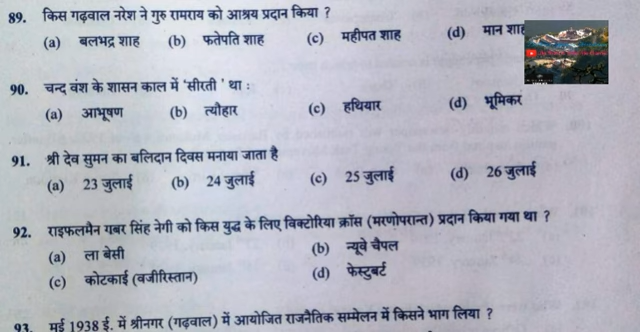 89. किस गढ़वाल नरेश ने गुरु रामराय को आश्रय प्रदान किया ?
(a) बलभद्र शाह (b) फतेपति शाह (c) महीपत शाह (d) मान शाह
90. चन्द वंश के शासन काल में ‘सीरती ’ था :
(a) आभूषण (b) त्यौहार (c) हथियार (d) भूमिकर
91. श्री देव सुमन का बलिदान दिवस मनाया जाता है
(a) 23 जुलाई (b) 24 जुलाई (c) 25 जुलाई (d) 26 जुलाई
92. राइफलमैन गबर सिंह नेगी को किस युद्ध के लिए विक्टोरिया क्रॉस (मरणोपरान्त) प्रदान किया गया था ?
(a) ला बेसी (b) न्यूवे चैपल
(c) कोटकाई (वजीरिस्तान) (d) फेस्टुबर्ट
93. मई 1938 ई. में श्रीनगर (गढ़वाल) में आयोजित राजनैतिक सम्मेलन में किसने भाग लिया ?